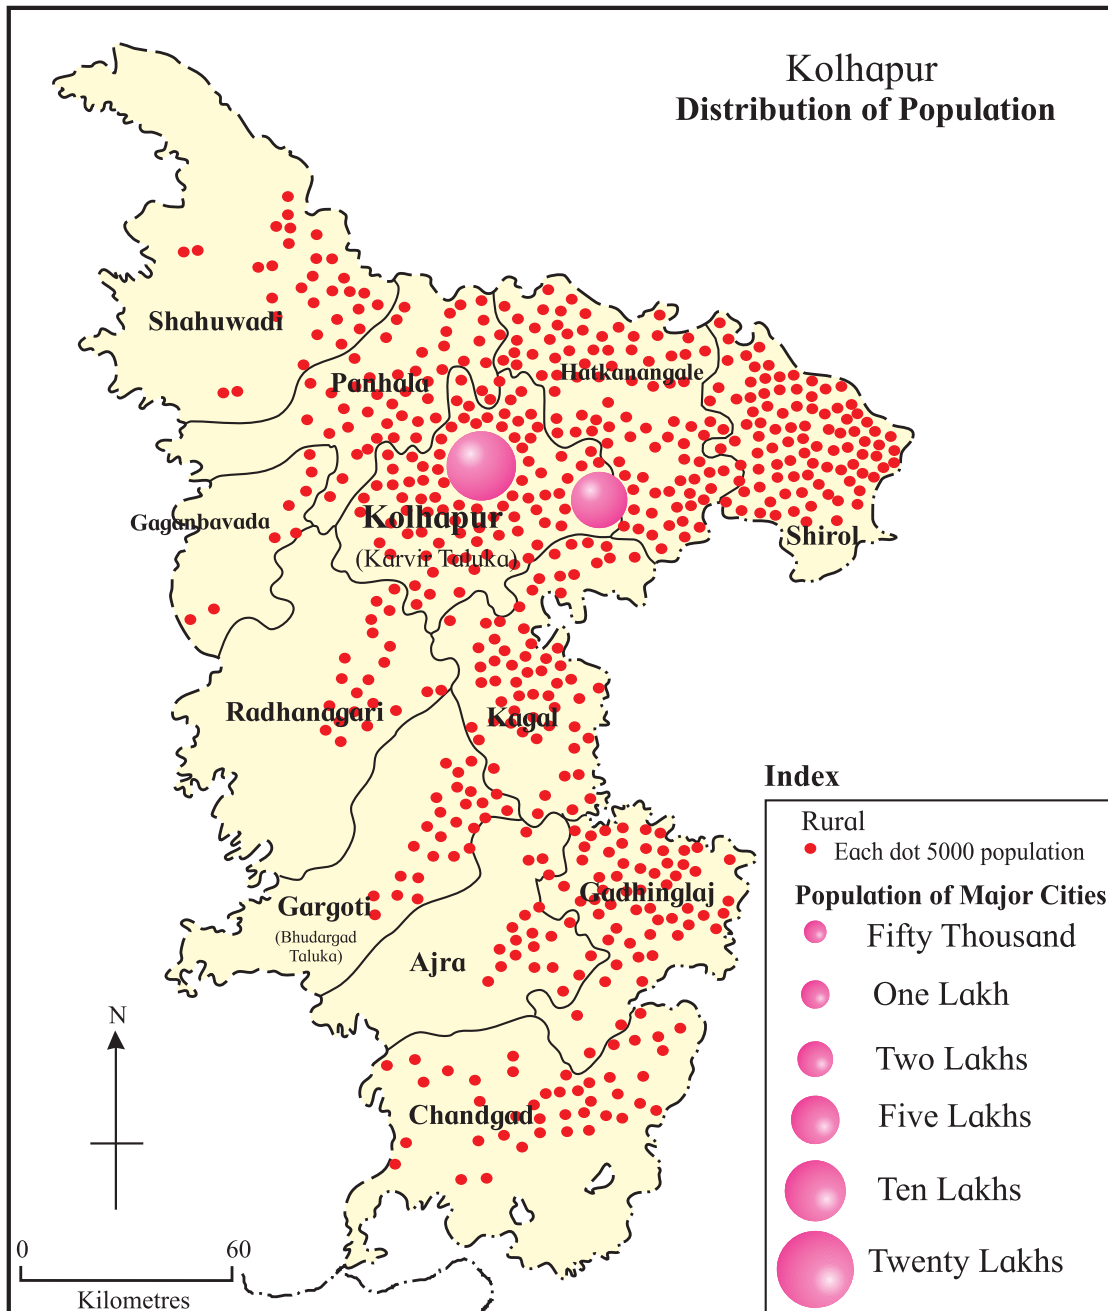 Kolhapur
Distribution of Population
Shahuwadi
Panhala
Hatkanangale
Gaganbavada
Kolhapur
(Karvir Taluka)
Shirol
Radhanagari
Kagal
Gargoti
(Bhudargad
Taluka)
Ajra
Gadhinglaj
Chandgad
N
0 60
Kilometres
Index
Rural
Each dot 5000 population
Population of Major Cities
Fifty Thousand
One Lakh
Two Lakhs
Five Lakhs
Ten Lakhs
Twenty Lakhs